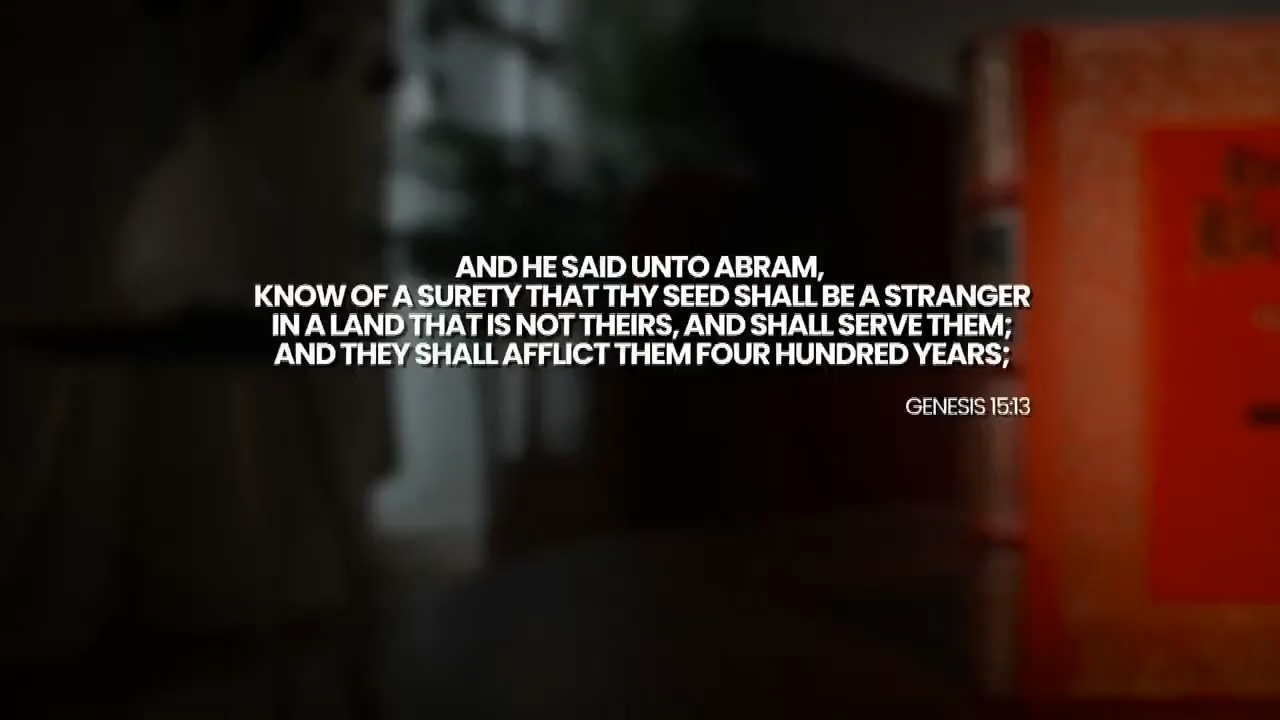 AND HE SAID UNTO ABRAM,
KNOW OF A SURETY THAT THY SEED SHALL BE A STRANGER
IN A LAND THAT IS NOT THEIRS, AND SHALL SERVE THEM;
AND THEY SHALL AFFLICT THEM FOUR HUNDRED YEARS;
GENESIS 15:13